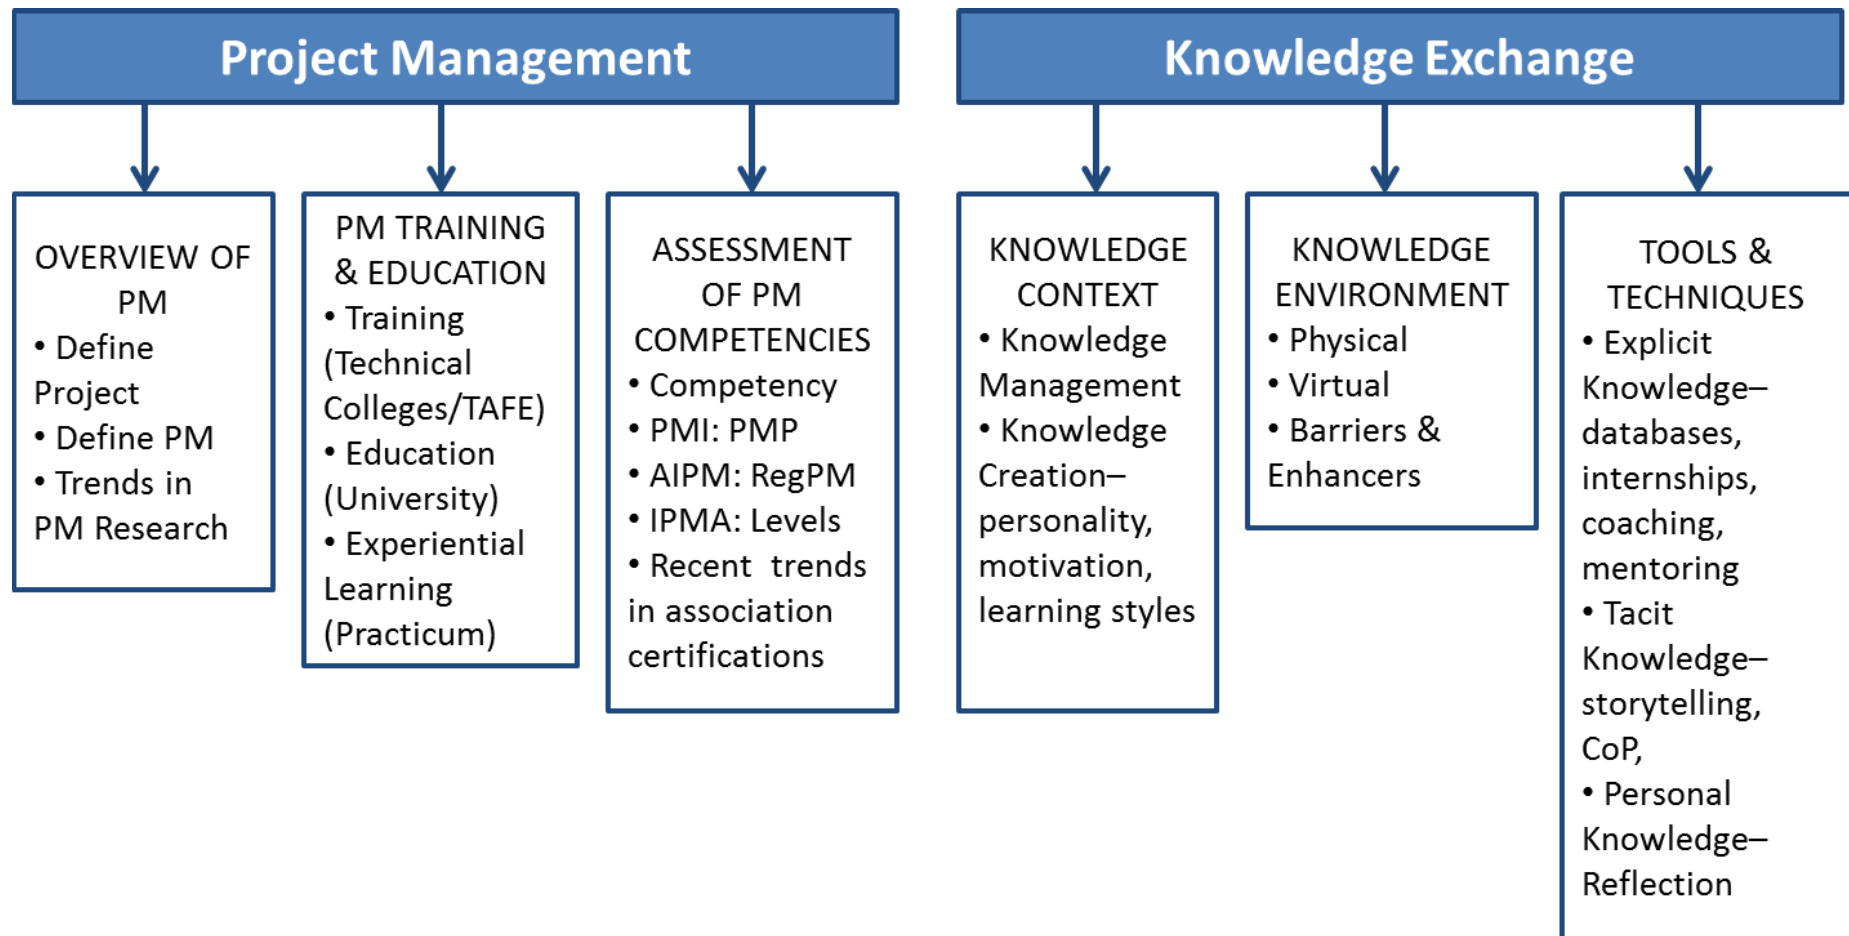 Project Management
Knowledge Exchange
OVERVIEW OF
PM
• Define
Project
• Define PM
• Trends in
PM Research
PM TRAINING
& EDUCATION
• Training
(Technical
Colleges/TAFE)
• Education
(University)
• Experiential
Learning
(Practicum)
ASSESSMENT
OF PM
COMPETENCIES
• Competency
• PMI: PMP
• AIPM: RegPM
• IPMA: Levels
• Recent trends
in association
certifications
KNOWLEDGE
CONTEXT
• Knowledge
Management
• Knowledge
Creation–
personality,
motivation,
learning styles
KNOWLEDGE
ENVIRONMENT
• Physical
• Virtual
• Barriers &
Enhancers
TOOLS &
TECHNIQUES
• Explicit
Knowledge–
databases,
internships,
coaching,
mentoring
• Tacit
Knowledge–
storytelling,
CoP,
• Personal
Knowledge–
Reflection